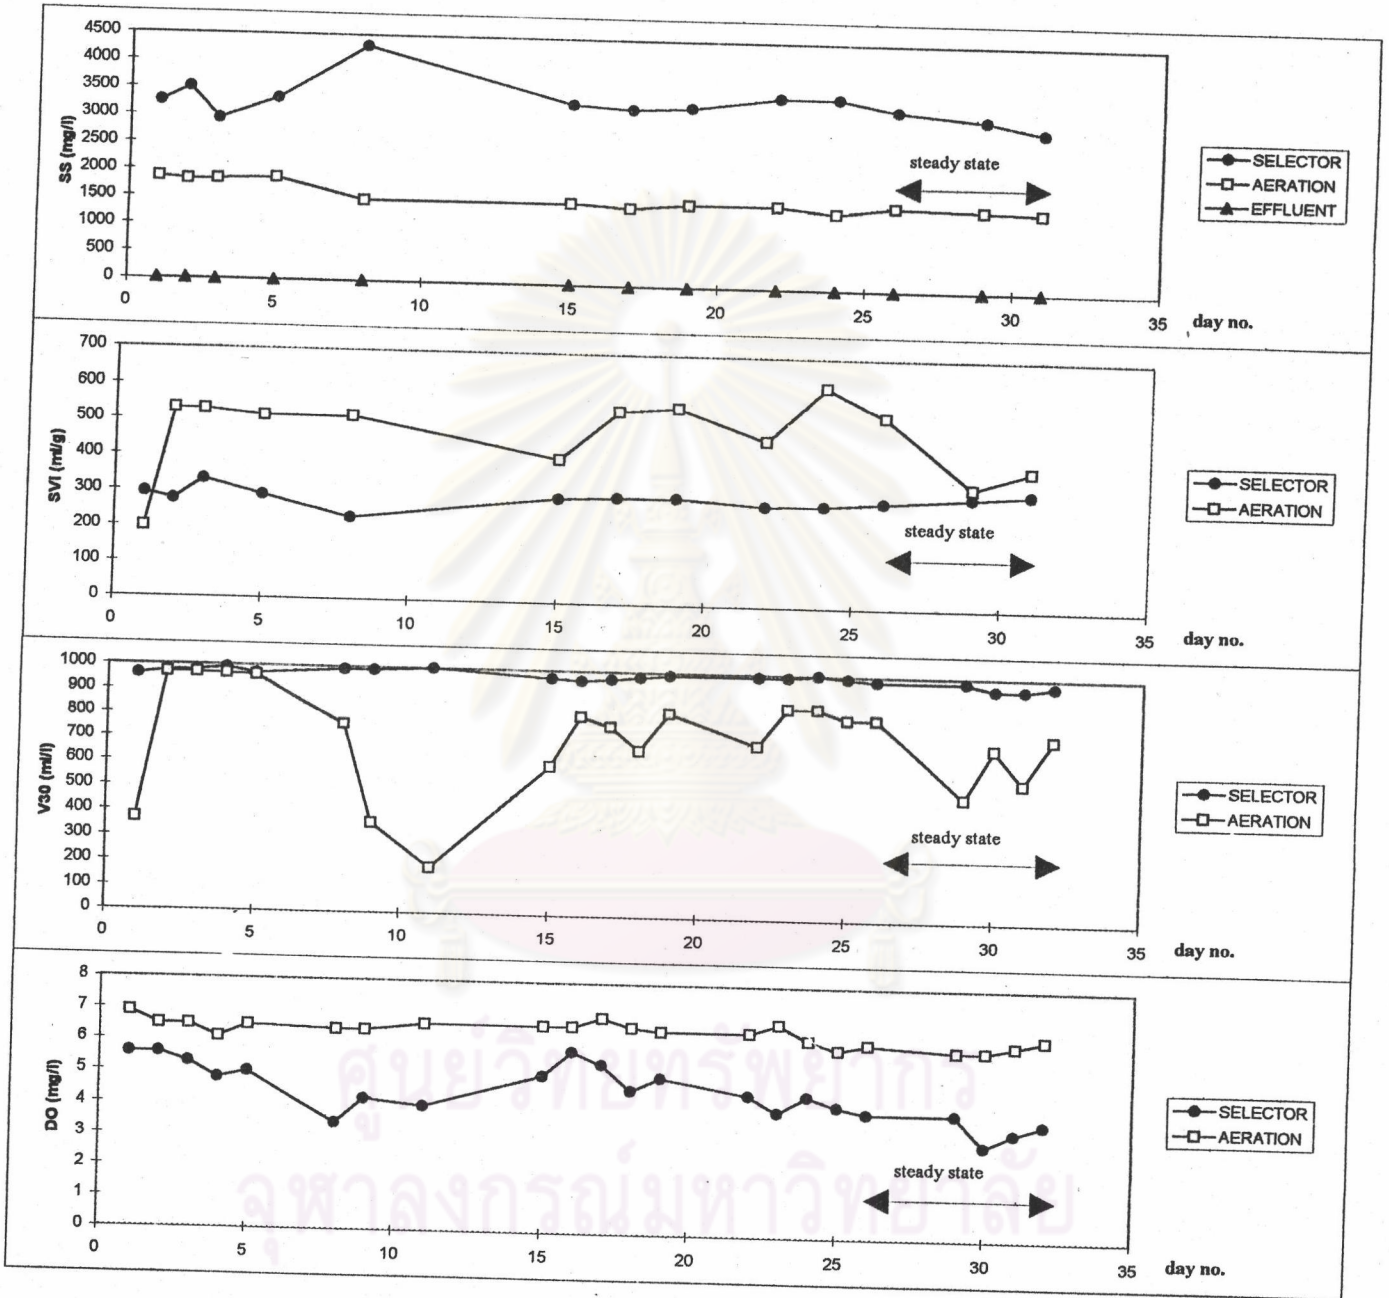 4500
4000
3500
3000
2500
2000
1500
1000
500
0
SS (mg/l)
steady state
SELECTOR
AERATION
EFFLUENT
0 5 10 15 20 25 30 35
day no.
700
600
500
400
300
200
100
0
SVI (ml/g)
steady state
SELECTOR
AERATION
0 5 10 15 20 25 30 35
day no.
1000
900
800
700
600
500
400
300
200
100
0
V30 (ml/l)
steady state
SELECTOR
AERATION
0 5 10 15 20 25 30 35
day no.
8
7
6
5
4
3
2
1
0
DO (mg/l)
ศูนย์วิทยทรัพยากร
จุฬาลงกรณ์มหาวิทยาลัย
steady state
SELECTOR
AERATION
0 5 10 15 20 25 30 35
day no.